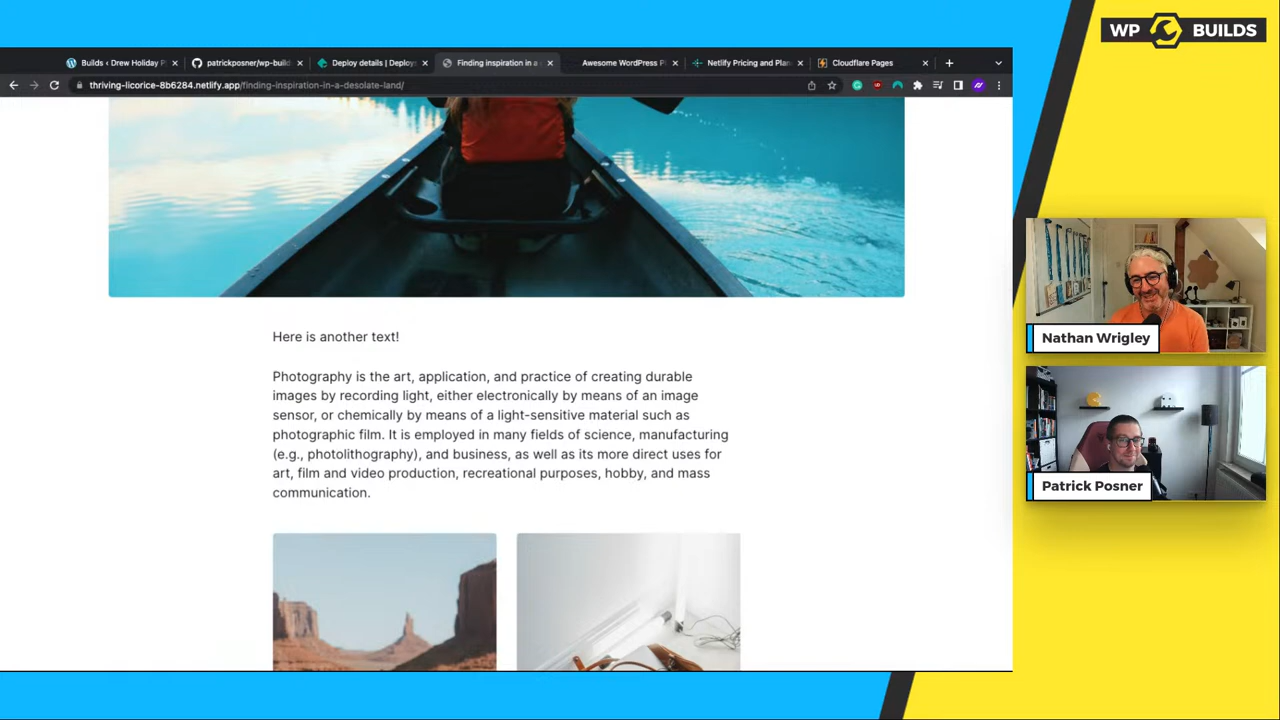 WP BUILDS
Builds ‹ Drew Holiday P
patrickposner/wp-build
Deploy details | Deploys
Finding inspiration in a
Awesome WordPress Pl
Netlify Pricing and Plan
Cloudflare Pages
thriving-licorice-8b6284.netlify.app/finding-inspiration-in-a-desolate-land/
Here is another text!
Photography is the art, application, and practice of creating durable
images by recording light, either electronically by means of an image
sensor, or chemically by means of a light-sensitive material such as
photographic film. It is employed in many fields of science, manufacturing
(e.g., photolithography), and business, as well as its more direct uses for
art, film and video production, recreational purposes, hobby, and mass
communication.
Nathan Wrigley
Patrick Posner